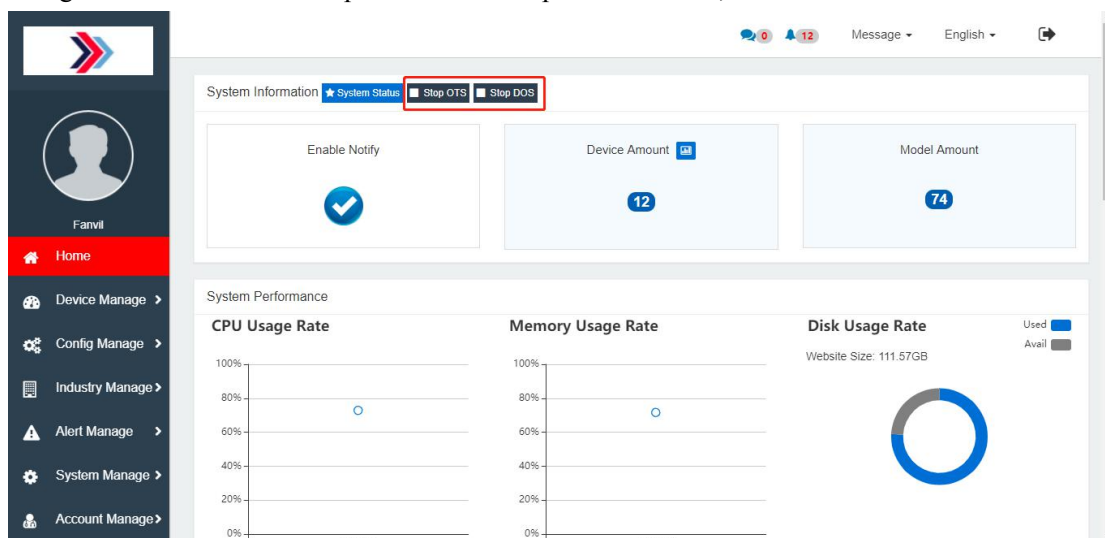 0 12 Message English
System Information System Status Stop OTS Stop DOS
Enable Notify
Device Amount
Model Amount
12
74
Fanvil
Home
Device Manage
Config Manage
Industry Manage
Alert Manage
System Manage
Account Manage
System Performance
CPU Usage Rate
100%
80%
60%
40%
20%
0%
Memory Usage Rate
100%
80%
60%
40%
20%
0%
Disk Usage Rate
Used
Avail
Website Size: 111.57GB